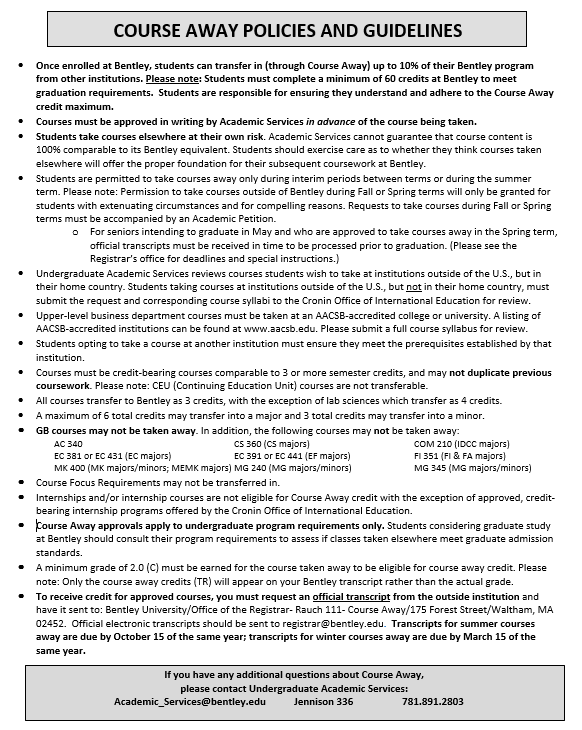 COURSE AWAY POLICIES AND GUIDELINES
• Once enrolled at Bentley, students can transfer in (through Course Away) up to 10% of their Bentley program
from other institutions. Please note: Students must complete a minimum of 60 credits at Bentley to meet
graduation requirements. Students are responsible for ensuring they understand and adhere to the Course Away
credit maximum.
• Courses must be approved in writing by Academic Services in advance of the course being taken.
• Students take courses elsewhere at their own risk. Academic Services cannot guarantee that course content is
100% comparable to its Bentley equivalent. Students should exercise care as to whether they think courses taken
elsewhere will offer the proper foundation for their subsequent coursework at Bentley.
• Students are permitted to take courses away only during interim periods between terms or during the summer
term. Please note: Permission to take courses outside of Bentley during Fall or Spring terms will only be granted for
students with extenuating circumstances and for compelling reasons. Requests to take courses during Fall or Spring
terms must be accompanied by an Academic Petition.
o For seniors intending to graduate in May and who are approved to take courses away in the Spring term,
official transcripts must be received in time to be processed prior to graduation. (Please see the
Registrar's office for deadlines and special instructions.)
• Undergraduate Academic Services reviews courses students wish to take at institutions outside of the U.S., but in
their home country. Students taking courses at institutions outside of the U.S., but not in their home country, must
submit the request and corresponding course syllabi to the Cronin Office of International Education for review.
• Upper-level business department courses must be taken at an AACSB-accredited college or university. A listing of
AACSB-accredited institutions can be found at www.aacsb.edu. Please submit a full course syllabus for review.
• Students opting to take a course at another institution must ensure they meet the prerequisites established by that
institution.
• Courses must be credit-bearing courses comparable to 3 or more semester credits, and may not duplicate previous
coursework. Please note: CEU (Continuing Education Unit) courses are not transferable.
• All courses transfer to Bentley as 3 credits, with the exception of lab sciences which transfer as 4 credits.
• A maximum of 6 total credits may transfer into a major and 3 total credits may transfer into a minor.
• GB courses may not be taken away. In addition, the following courses may not be taken away:
AC 340 CS 360 (CS majors) COM 210 (IDCC majors)
EC 381 or EC 431 (EC majors) EC 391 or EC 441 (EF majors) FI 351 (FI & FA majors)
MK 400 (MK majors/minors; MEMK majors) MG 240 (MG majors/minors) MG 345 (MG majors/minors)
• Course Focus Requirements may not be transferred in.
• Internships and/or internship courses are not eligible for Course Away credit with the exception of approved, credit-
bearing internship programs offered by the Cronin Office of International Education.
• Course Away approvals apply to undergraduate program requirements only. Students considering graduate study
at Bentley should consult their program requirements to assess if classes taken elsewhere meet graduate admission
standards.
• A minimum grade of 2.0 (C) must be earned for the course taken away to be eligible for course away credit. Please
note: Only the course away credits (TR) will appear on your Bentley transcript rather than the actual grade.
• To receive credit for approved courses, you must request an official transcript from the outside institution and
have it sent to: Bentley University/Office of the Registrar- Rauch 111- Course Away/175 Forest Street/Waltham, MA
02452. Official electronic transcripts should be sent to registrar@bentley.edu. Transcripts for summer courses
away are due by October 15 of the same year; transcripts for winter courses away are due by March 15 of the
same year.
If you have any additional questions about Course Away,
please contact Undergraduate Academic Services:
Academic_Services@bentley.edu Jennison 336 781.891.2803